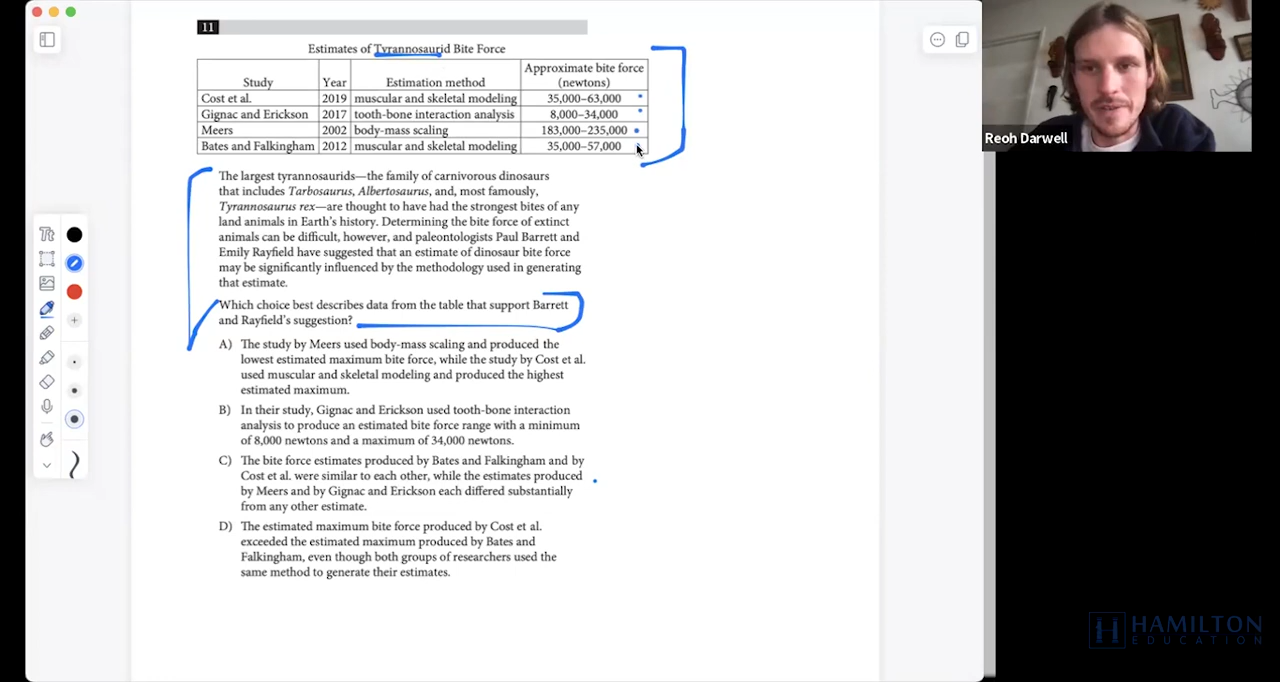 11
Estimates of Tyrannosaurid Bite Force
Study Year Estimation method Approximate bite force (newtons)
Cost et al. 2019 muscular and skeletal modeling 35,000–63,000
Gignac and Erickson 2017 tooth-bone interaction analysis 8,000–34,000
Meers 2002 body-mass scaling 183,000–235,000
Bates and Falkingham 2012 muscular and skeletal modeling 35,000–57,000
The largest tyrannosaurids—the family of carnivorous dinosaurs
that includes Tarbosaurus, Albertosaurus, and, most famously,
Tyrannosaurus rex—are thought to have had the strongest bites of any
land animals in Earth's history. Determining the bite force of extinct
animals can be difficult, however, and paleontologists Paul Barrett and
Emily Rayfield have suggested that an estimate of dinosaur bite force
may be significantly influenced by the methodology used in generating
that estimate.
Which choice best describes data from the table that support Barrett
and Rayfield's suggestion?
A) The study by Meers used body-mass scaling and produced the
lowest estimated maximum bite force, while the study by Cost et al.
used muscular and skeletal modeling and produced the highest
estimated maximum.
B) In their study, Gignac and Erickson used tooth-bone interaction
analysis to produce an estimated bite force range with a minimum
of 8,000 newtons and a maximum of 34,000 newtons.
C) The bite force estimates produced by Bates and Falkingham and by
Cost et al. were similar to each other, while the estimates produced
by Meers and by Gignac and Erickson each differed substantially
from any other estimate.
D) The estimated maximum bite force produced by Cost et al.
exceeded the estimated maximum produced by Bates and
Falkingham, even though both groups of researchers used the
same method to generate their estimates.
Reoh Darwell
Tt
HAMILTON
EDUCATION